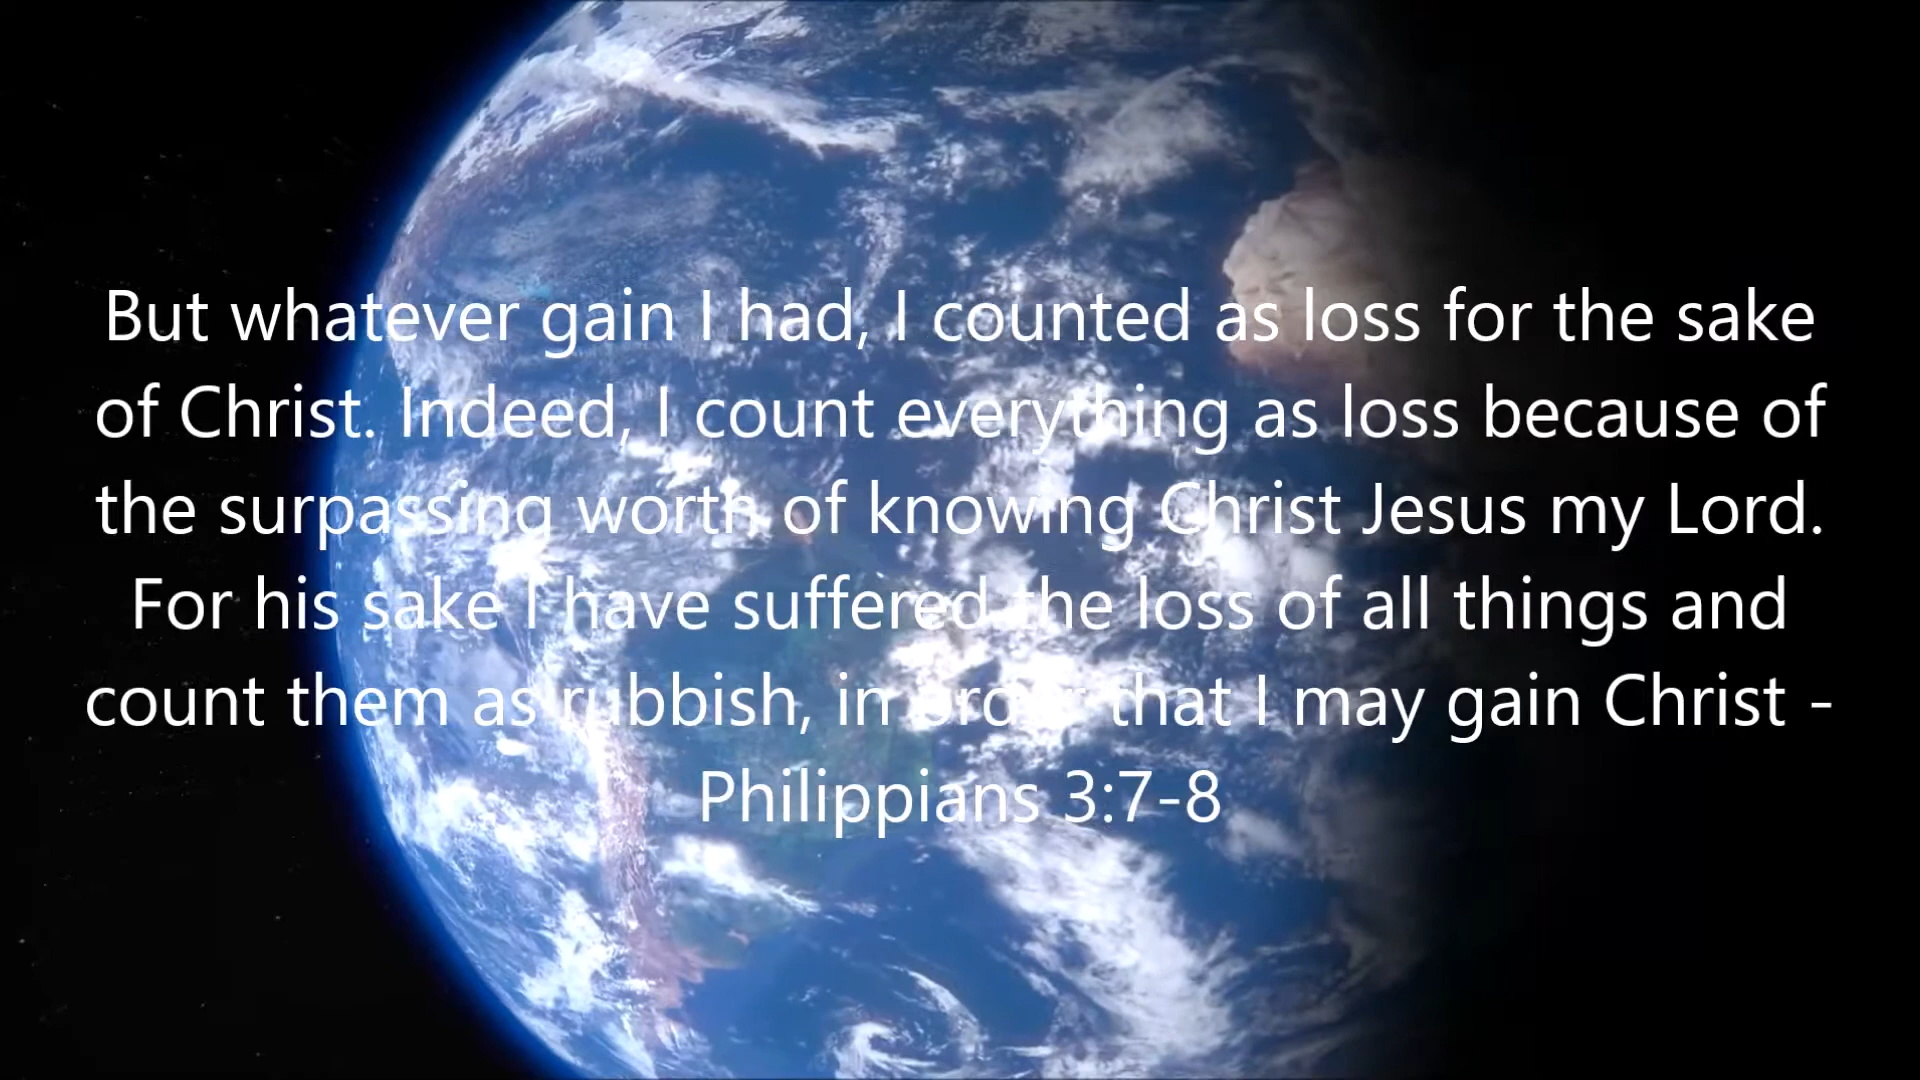 But whatever gain I had, I counted as loss for the sake
of Christ. Indeed, I count everything as loss because of
the surpassing worth of knowing Christ Jesus my Lord.
For his sake I have suffered the loss of all things and
count them as rubbish, in order that I may gain Christ -
Philippians 3:7-8